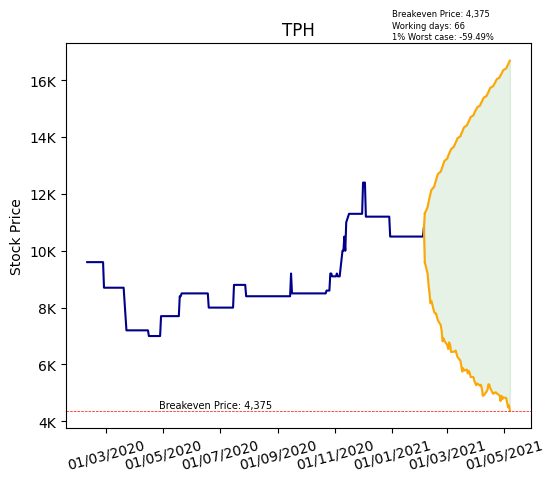 TPH
Breakeven Price: 4,375
Working days: 66
1% Worst case: -59.49%
Stock Price
16K
14K
12K
10K
8K
6K
4K
Breakeven Price: 4,375
01/03/2020
01/05/2020
01/07/2020
01/09/2020
01/11/2020
01/01/2021
01/03/2021
01/05/2021